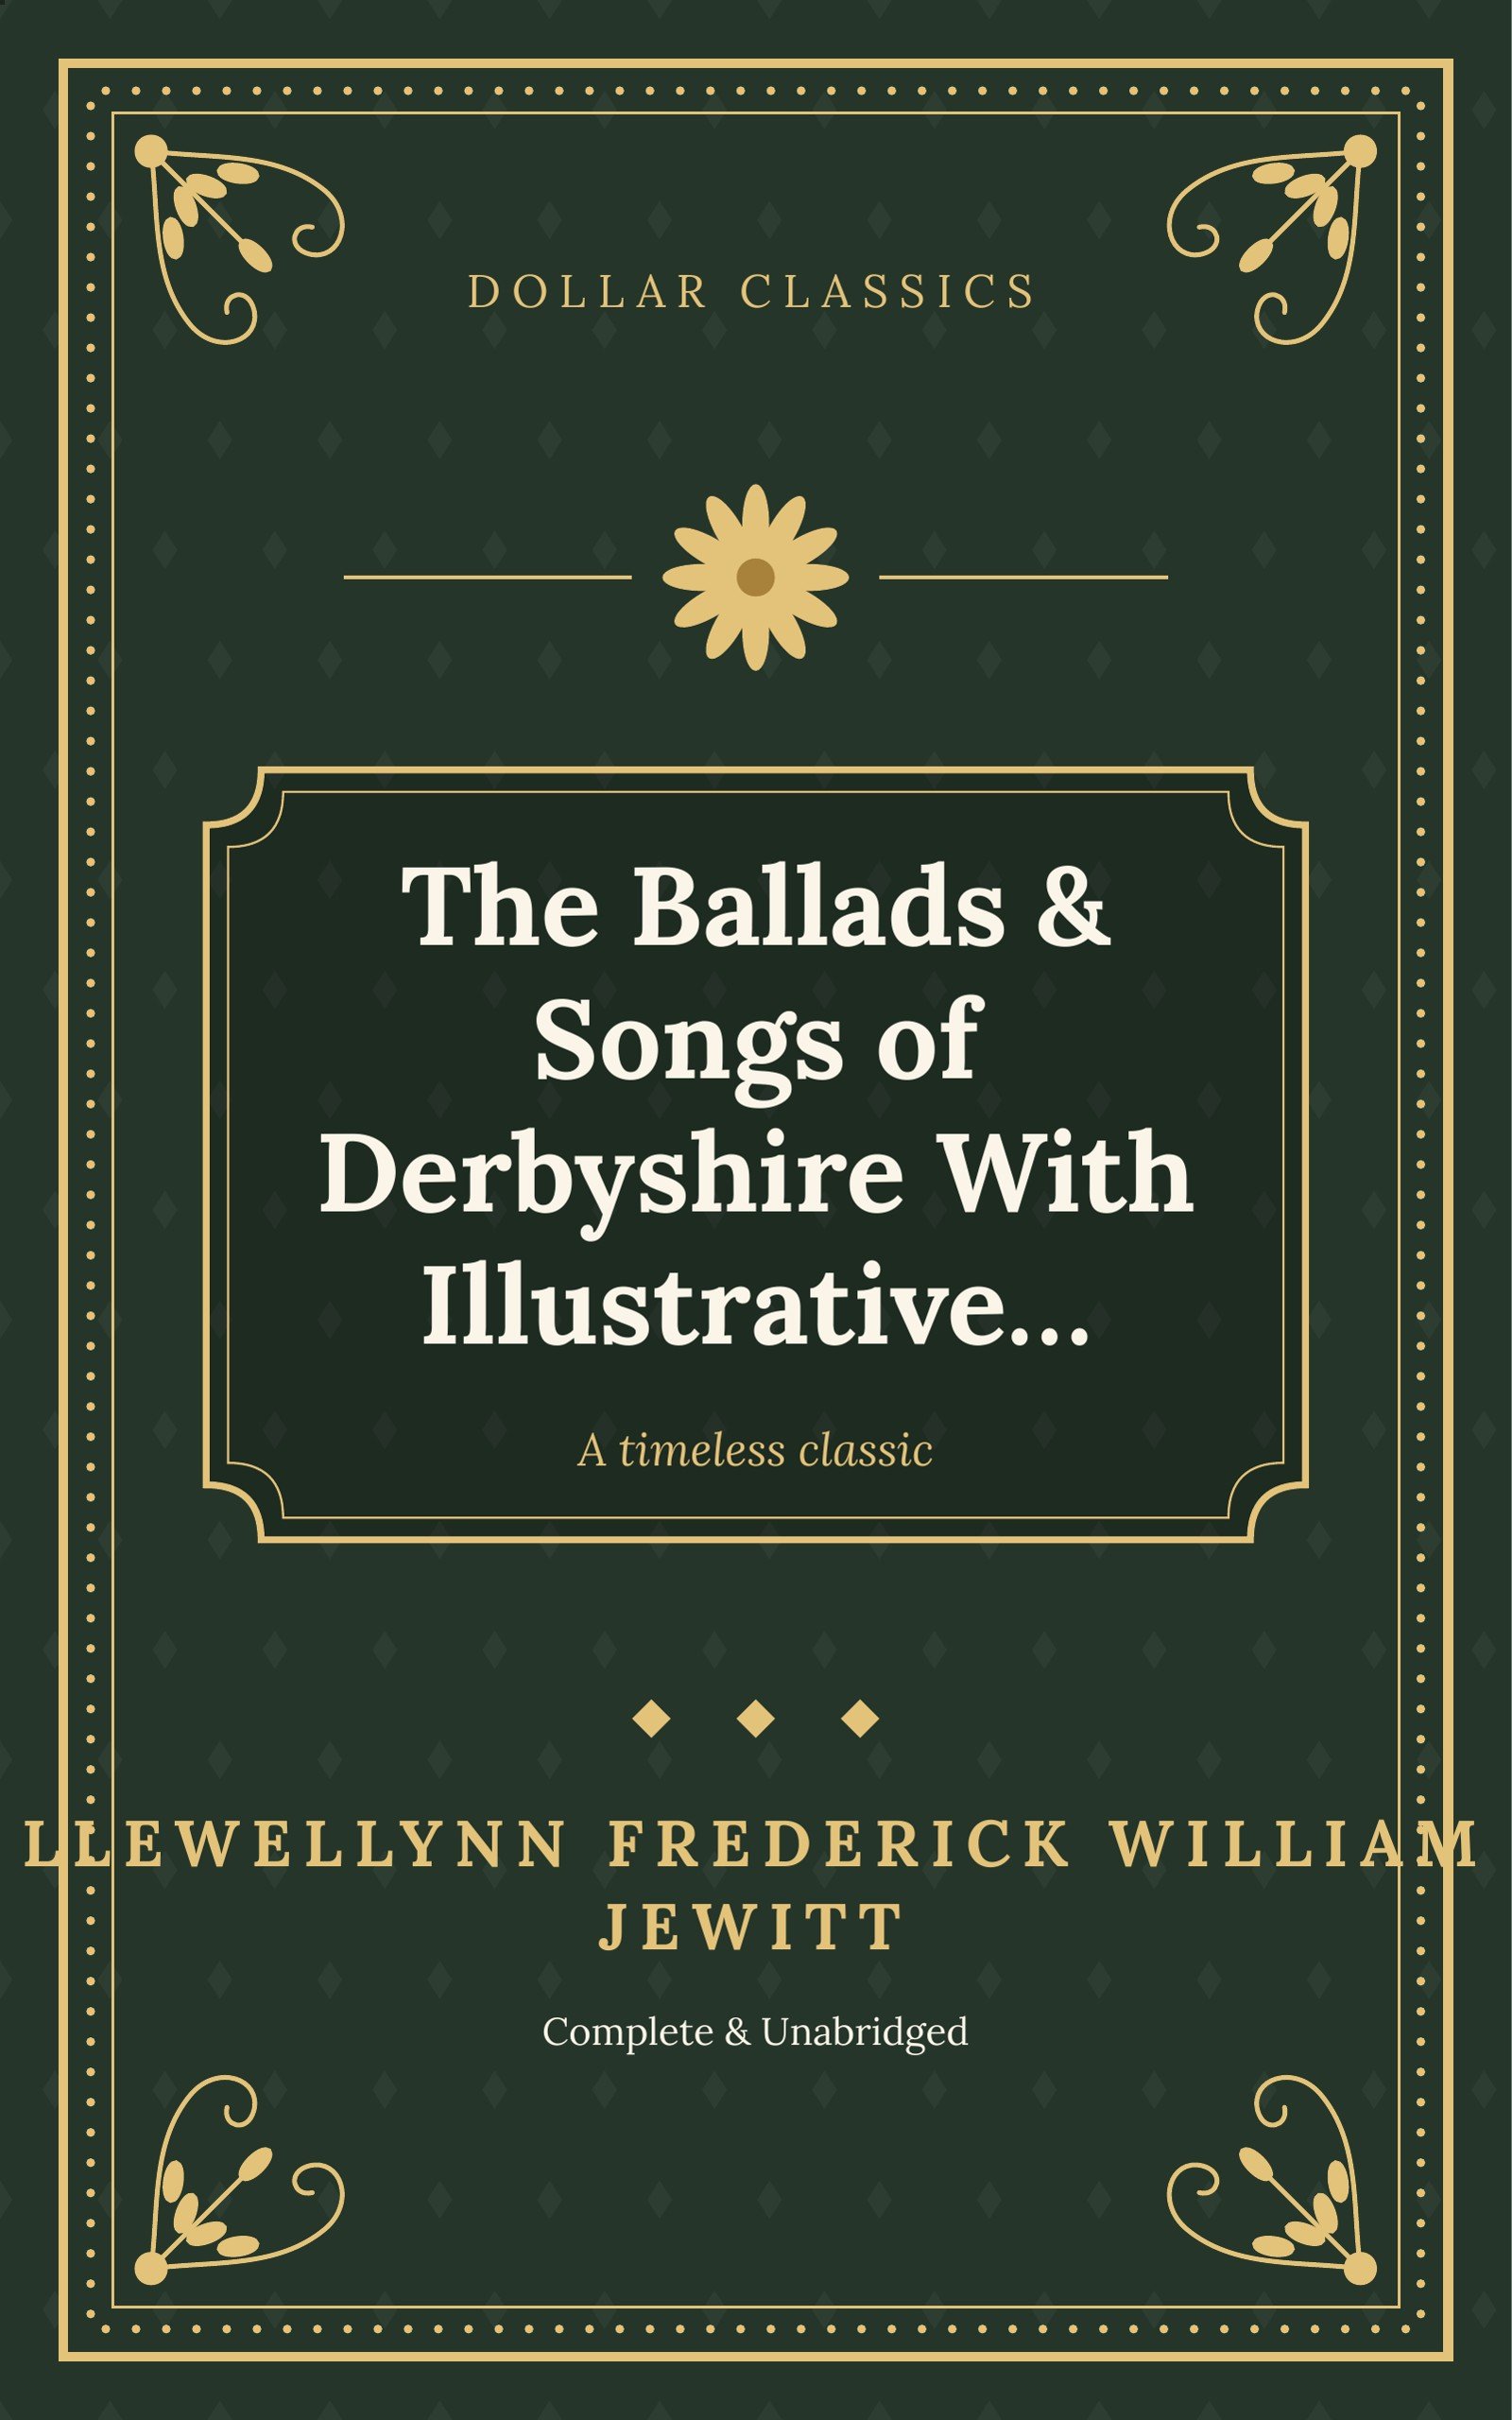 DOLLAR CLASSICS
The Ballads &
Songs of
Derbyshire With
Illustrative...
A timeless classic
LLEWELLYNN FREDERICK WILLIAM
JEWITT
Complete & Unabridged